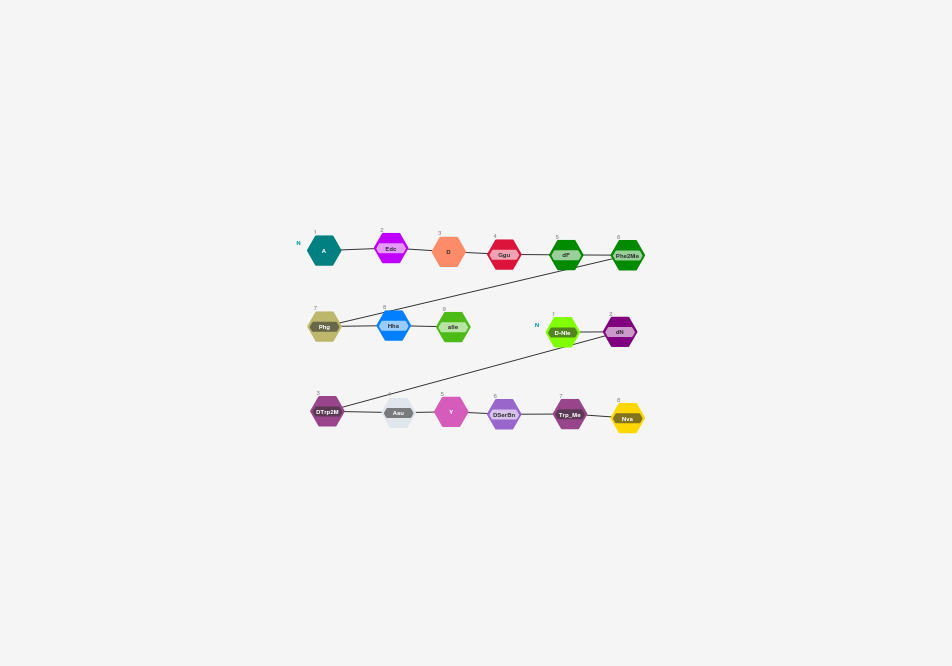 1 2 3 4 5 6
N A Edc D Ggu dF Phe2Me
7 8 9 1 2
Phg Hha aIle N D-Nle dN
3 4 5 6 7 8
DTrp2M Asu Y DSerBn Trp_Me Nva